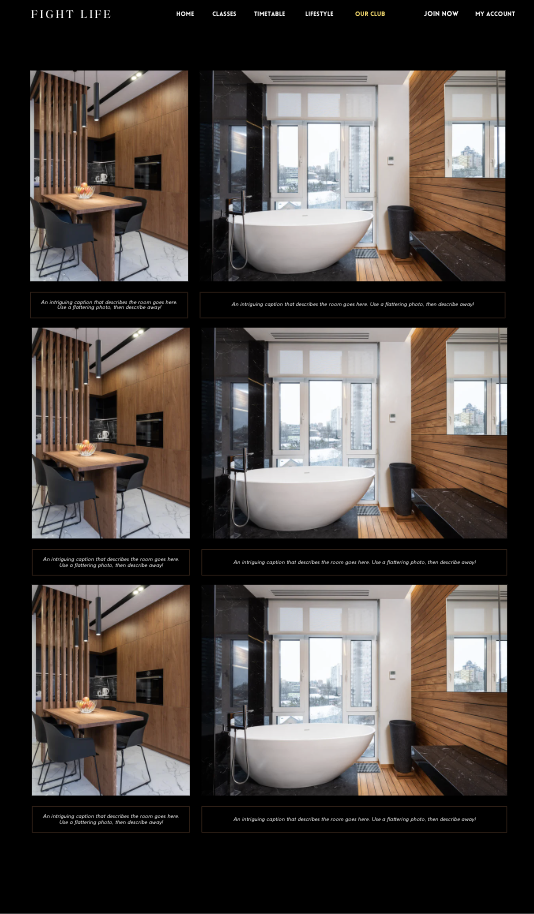 FIGHT LIFE
HOME CLASSES TIMETABLE LIFESTYLE OUR CLUB JOIN NOW MY ACCOUNT
An intriguing caption that describes the room goes here.
Use a flattering photo, then describe away!
An intriguing caption that describes the room goes here. Use a flattering photo, then describe away!
An intriguing caption that describes the room goes here.
Use a flattering photo, then describe away!
An intriguing caption that describes the room goes here. Use a flattering photo, then describe away!
An intriguing caption that describes the room goes here.
Use a flattering photo, then describe away!
An intriguing caption that describes the room goes here. Use a flattering photo, then describe away!